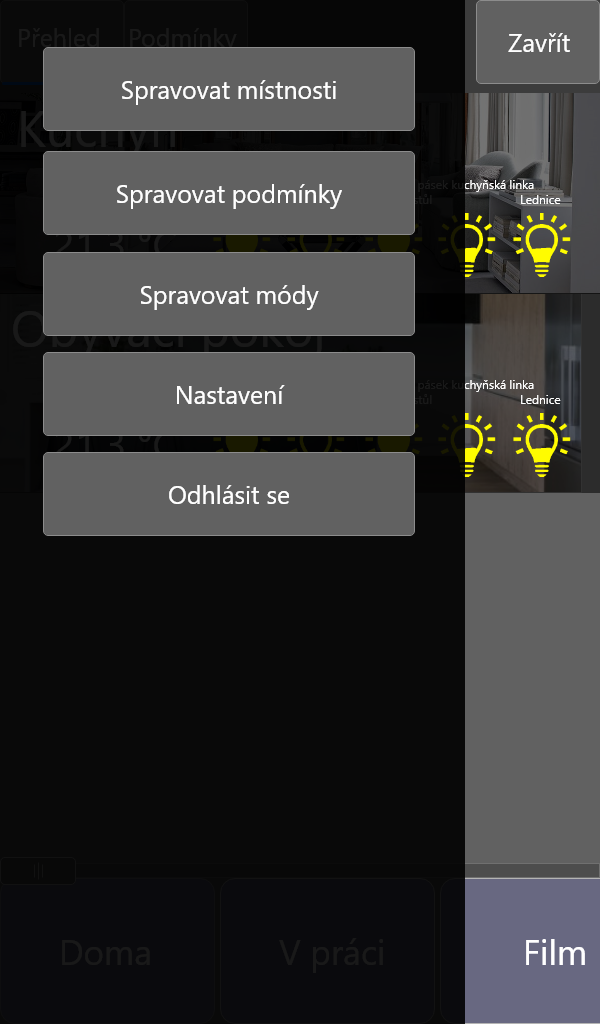 Přehled
Podmínky
Zavřít
Spravovat místnosti
Kuchyň
Spravovat podmínky
pásek kuchyňská linka
stůl
Lednice
21.3 °C
Spravovat módy
Obývací pokoj
Nastavení
pásek kuchyňská linka
stůl
Lednice
21.3 °C
Odhlásit se
Doma
V práci
Film